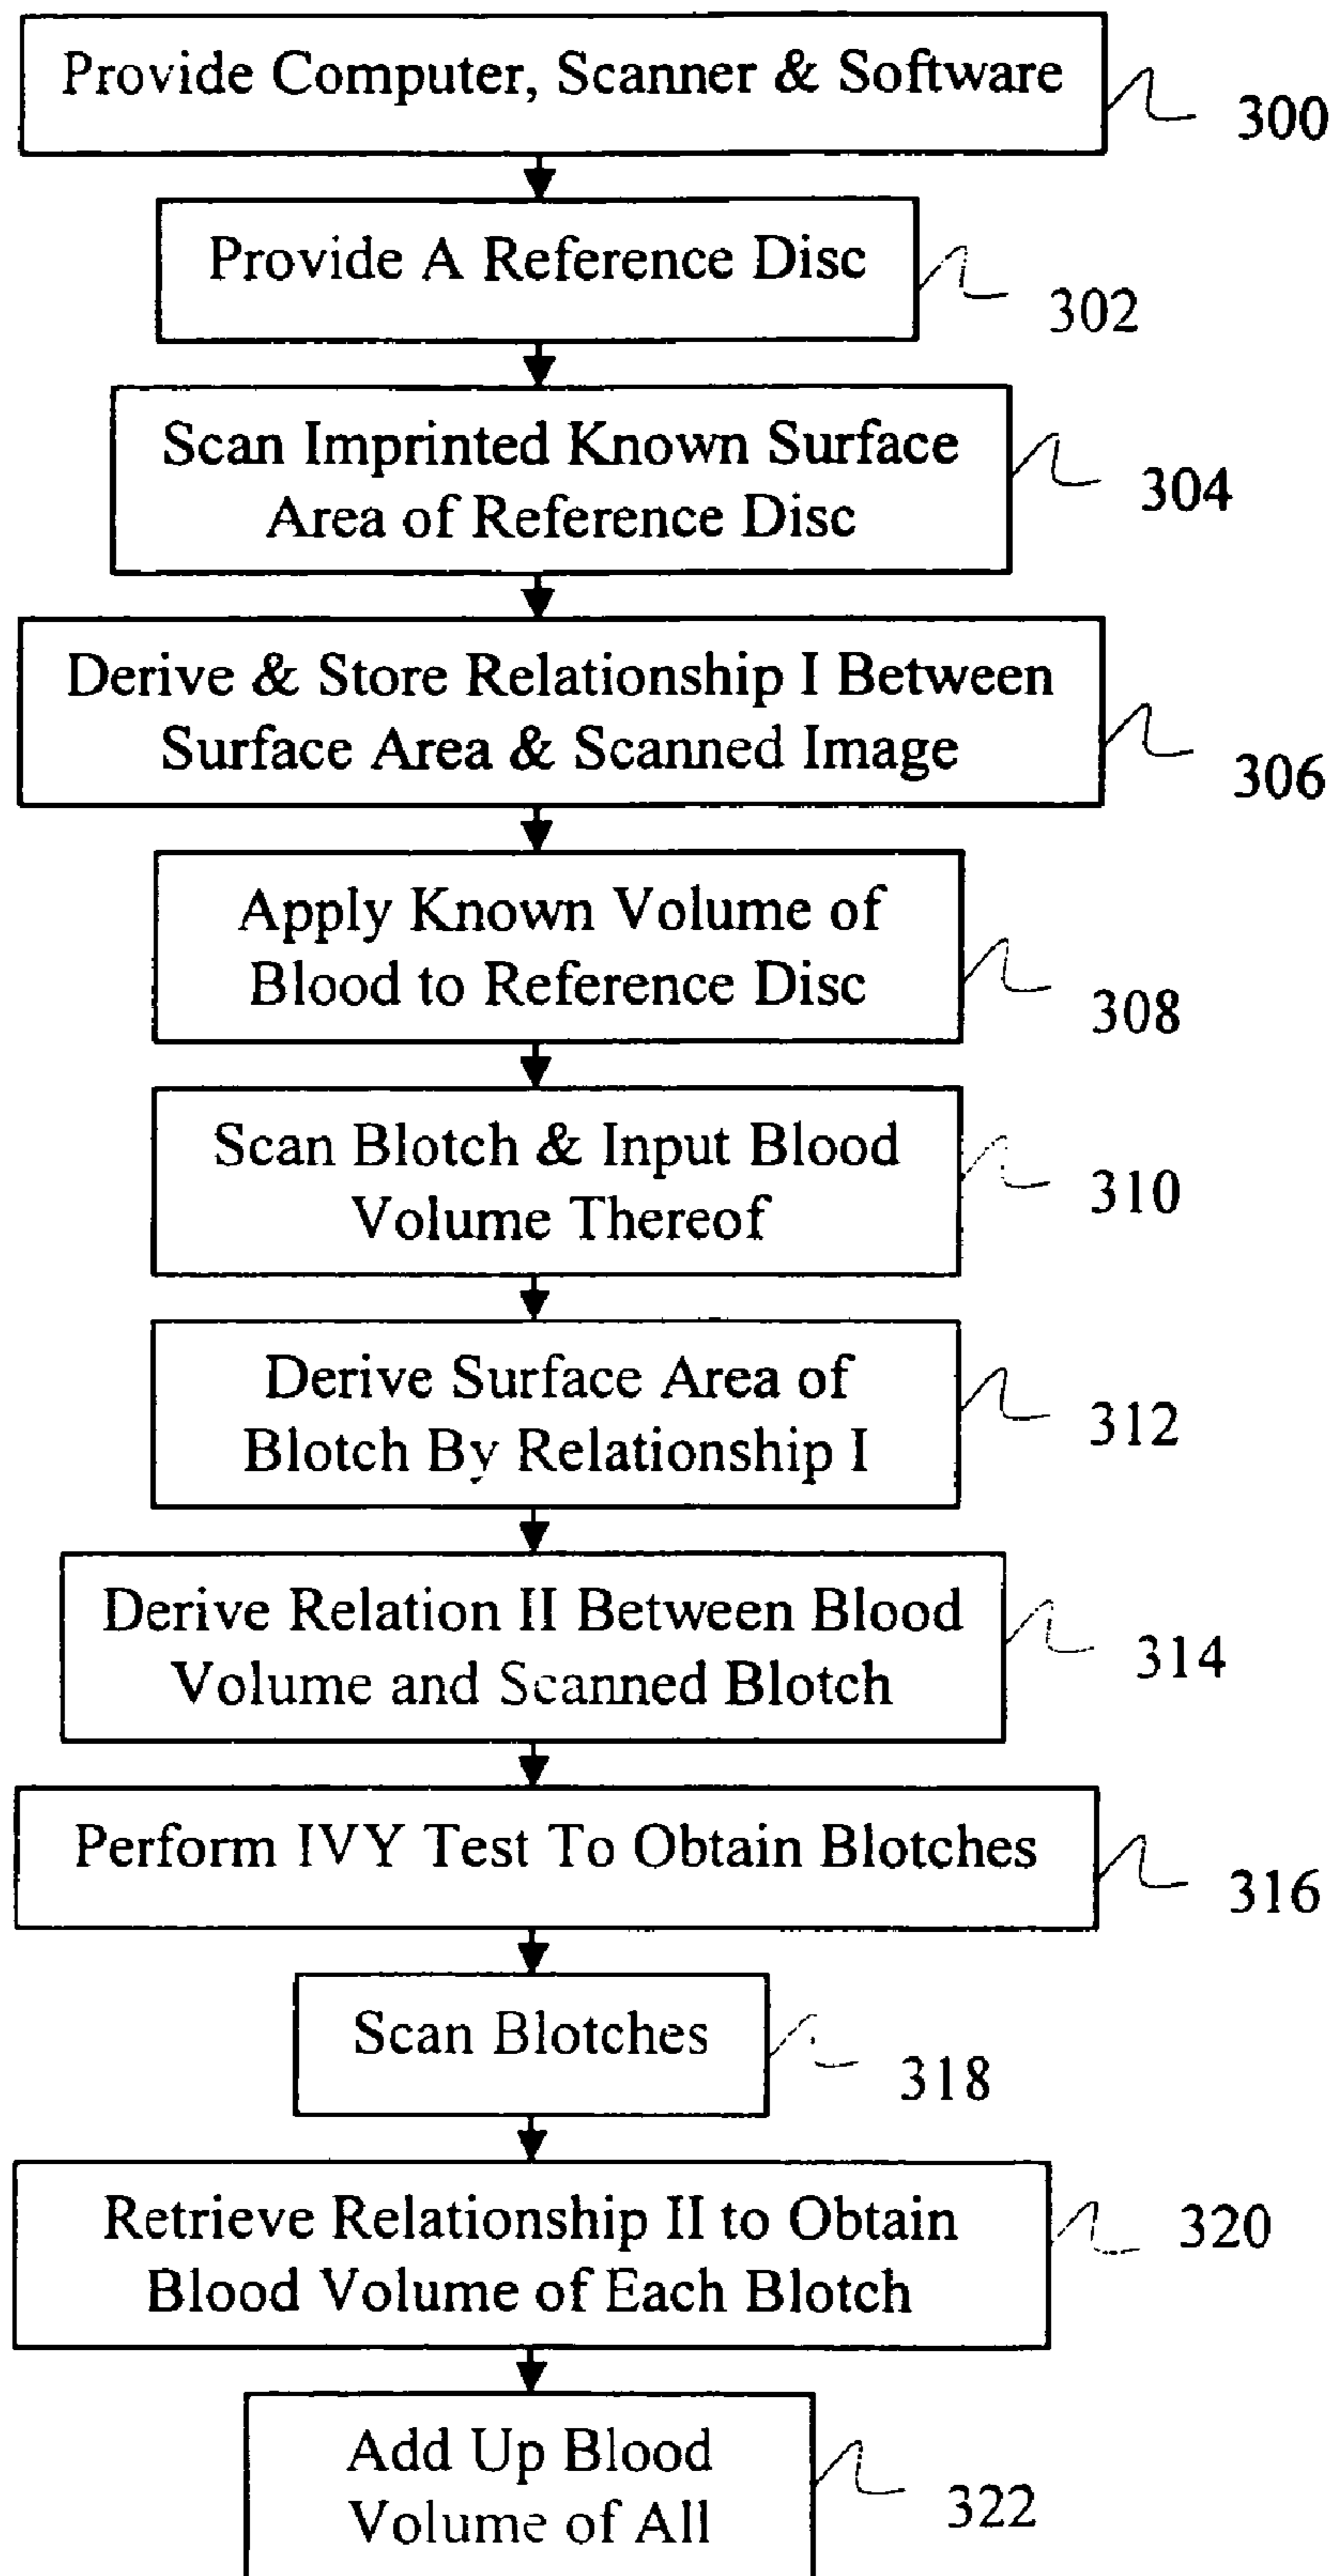 Provide Computer, Scanner & Software
300
Provide A Reference Disc
302
Scan Imprinted Known Surface
Area of Reference Disc
304
Derive & Store Relationship I Between
Surface Area & Scanned Image
306
Apply Known Volume of
Blood to Reference Disc
308
Scan Blotch & Input Blood
Volume Thereof
310
Derive Surface Area of
Blotch By Relationship I
312
Derive Relation II Between Blood
Volume and Scanned Blotch
314
Perform IVY Test To Obtain Blotches
316
Scan Blotches
318
Retrieve Relationship II to Obtain
Blood Volume of Each Blotch
320
Add Up Blood
Volume of All
322